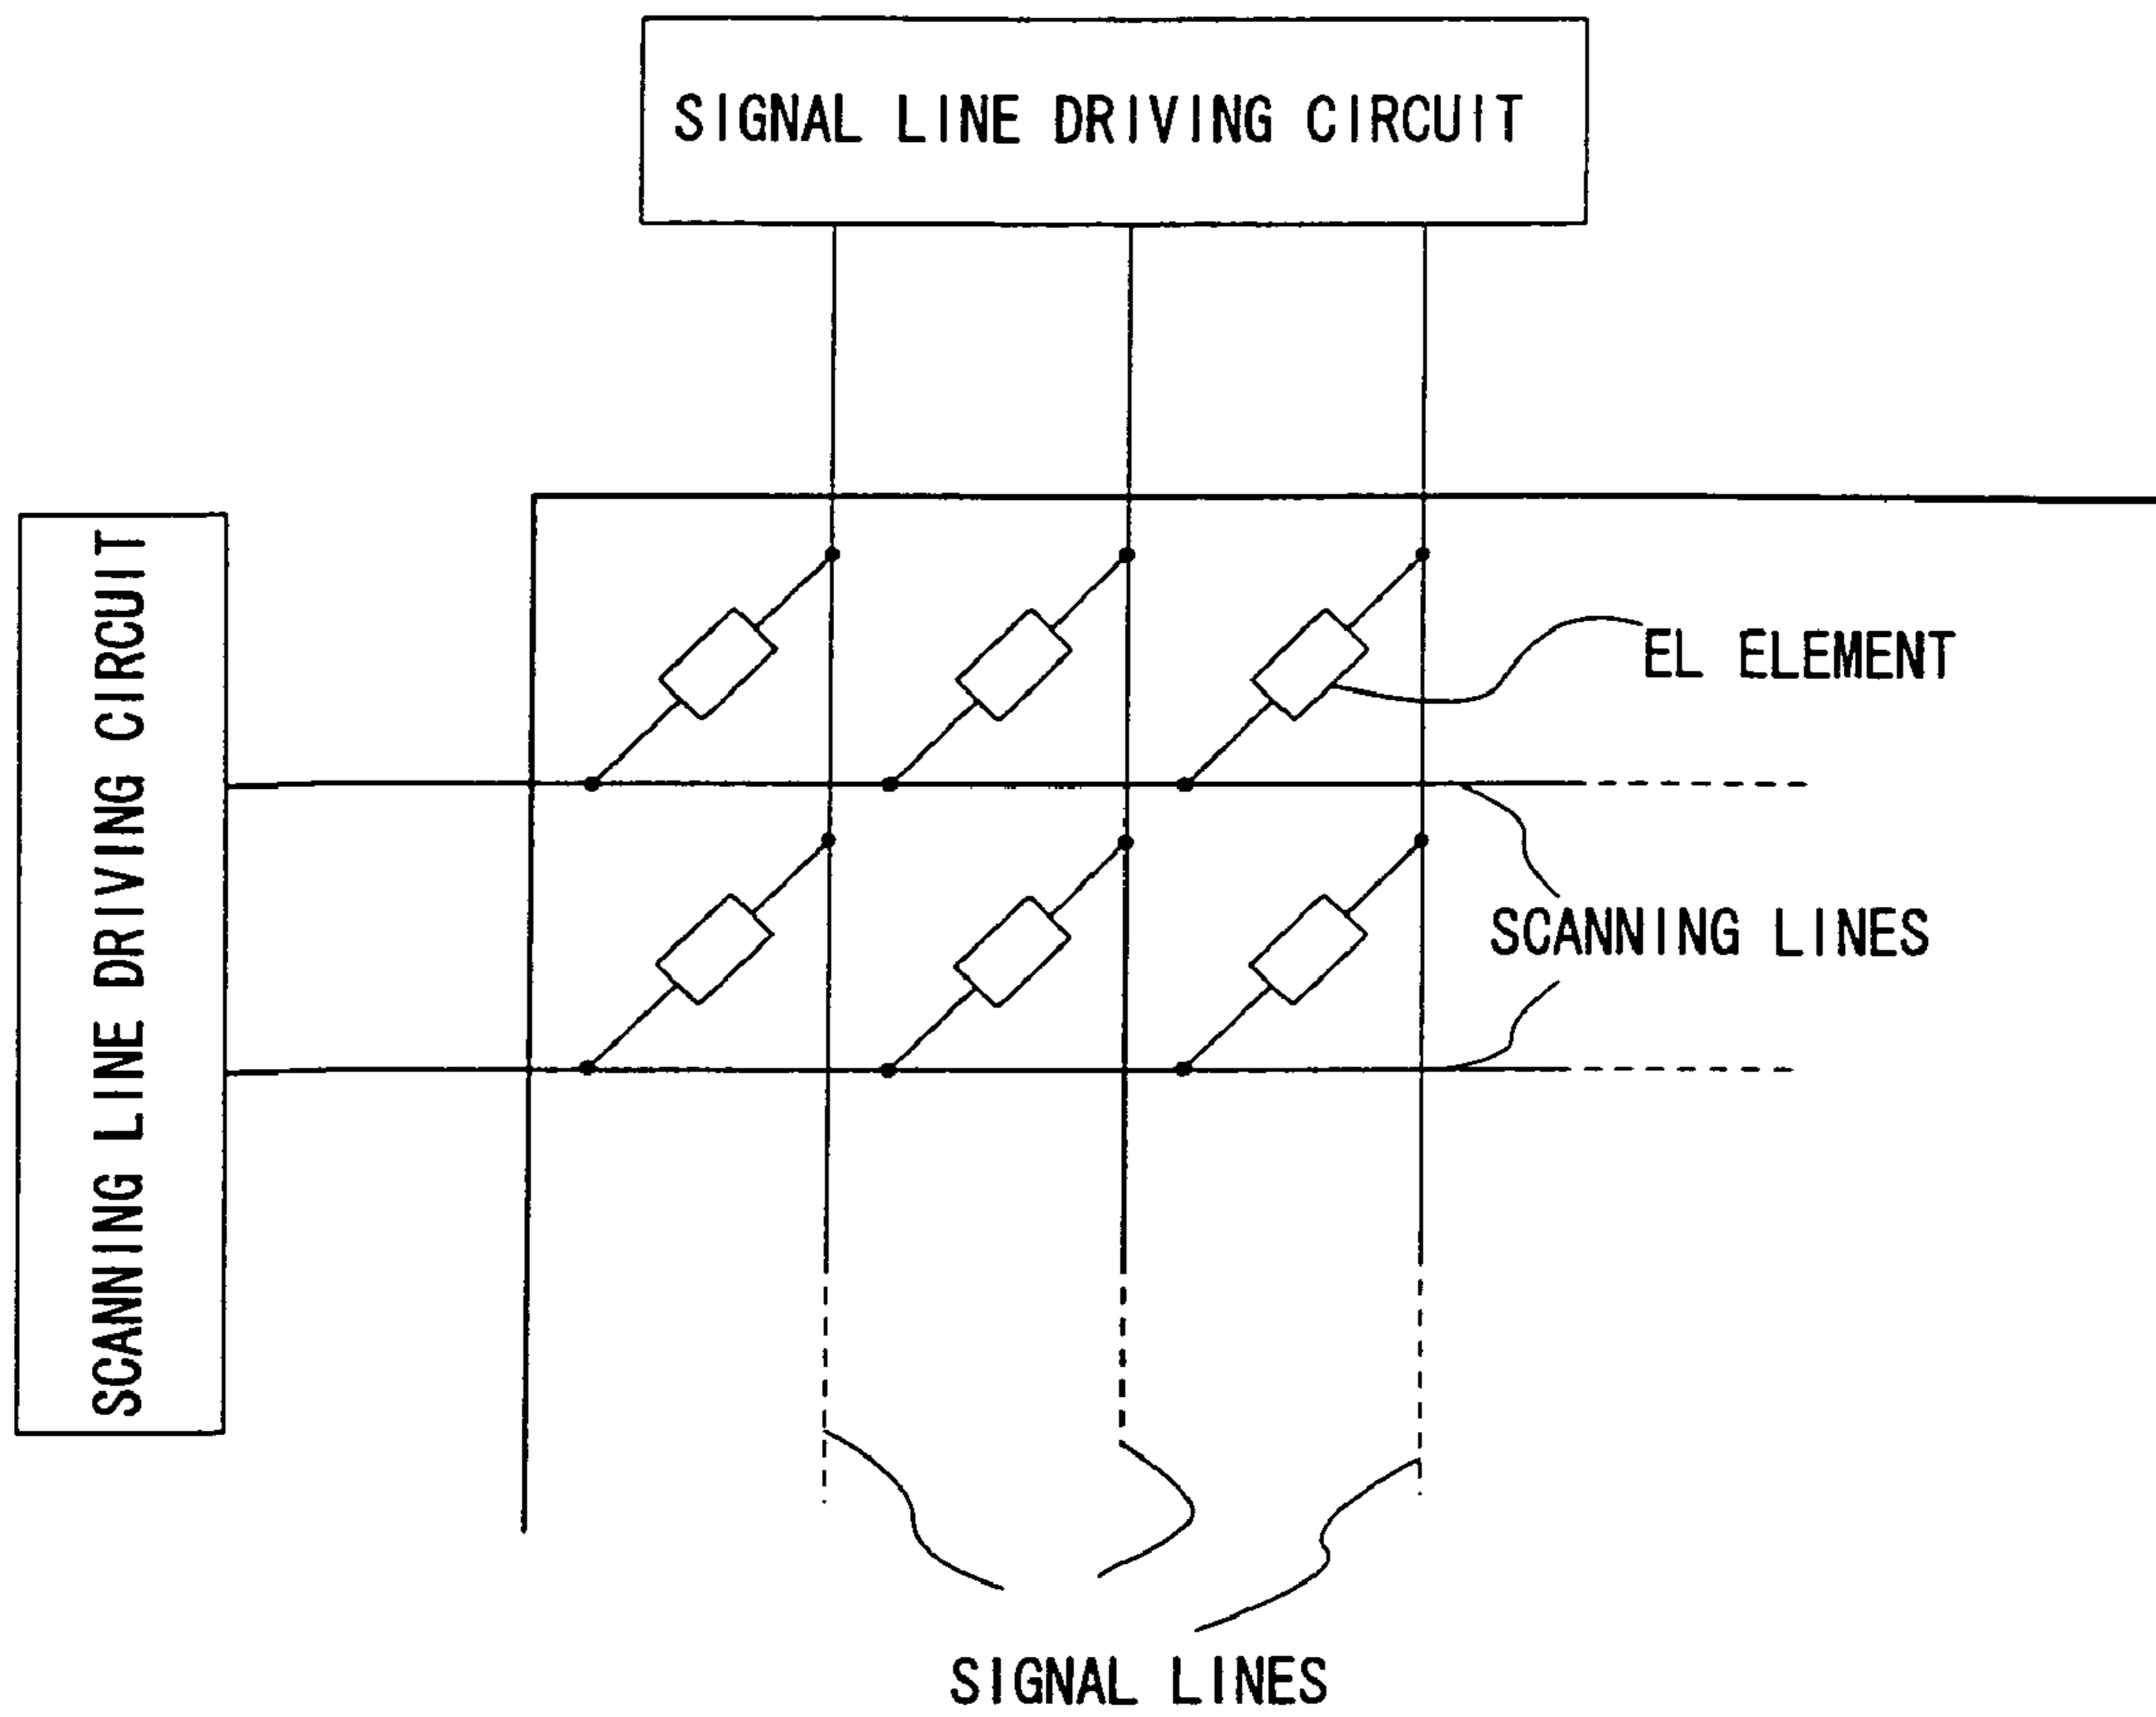 SIGNAL LINE DRIVING CIRCUIT
SCANNING LINE DRIVING CIRCUIT
EL ELEMENT
SCANNING LINES
SIGNAL LINES